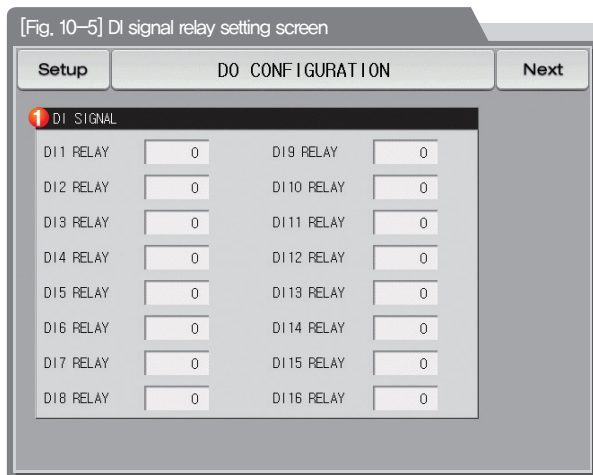 [Fig. 10-5] DI signal relay setting screen
Setup DO CONFIGURATION Next
1 DI SIGNAL
DI1 RELAY 0 DI9 RELAY 0
DI2 RELAY 0 DI10 RELAY 0
DI3 RELAY 0 DI11 RELAY 0
DI4 RELAY 0 DI12 RELAY 0
DI5 RELAY 0 DI13 RELAY 0
DI6 RELAY 0 DI14 RELAY 0
DI7 RELAY 0 DI15 RELAY 0
DI8 RELAY 0 DI16 RELAY 0